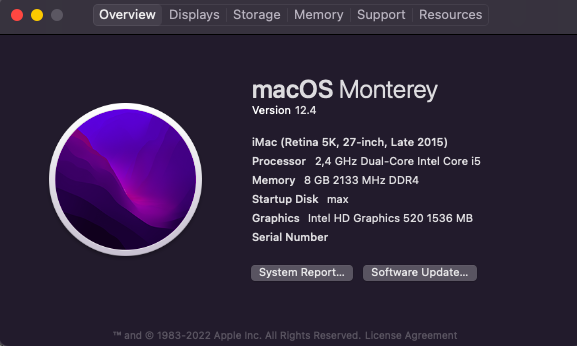 Overview Displays Storage Memory Support Resources
macOS Monterey
Version 12.4
iMac (Retina 5K, 27-inch, Late 2015)
Processor 2,4 GHz Dual-Core Intel Core i5
Memory 8 GB 2133 MHz DDR4
Startup Disk max
Graphics Intel HD Graphics 520 1536 MB
Serial Number
System Report... Software Update...
™ and © 1983-2022 Apple Inc. All Rights Reserved. License Agreement